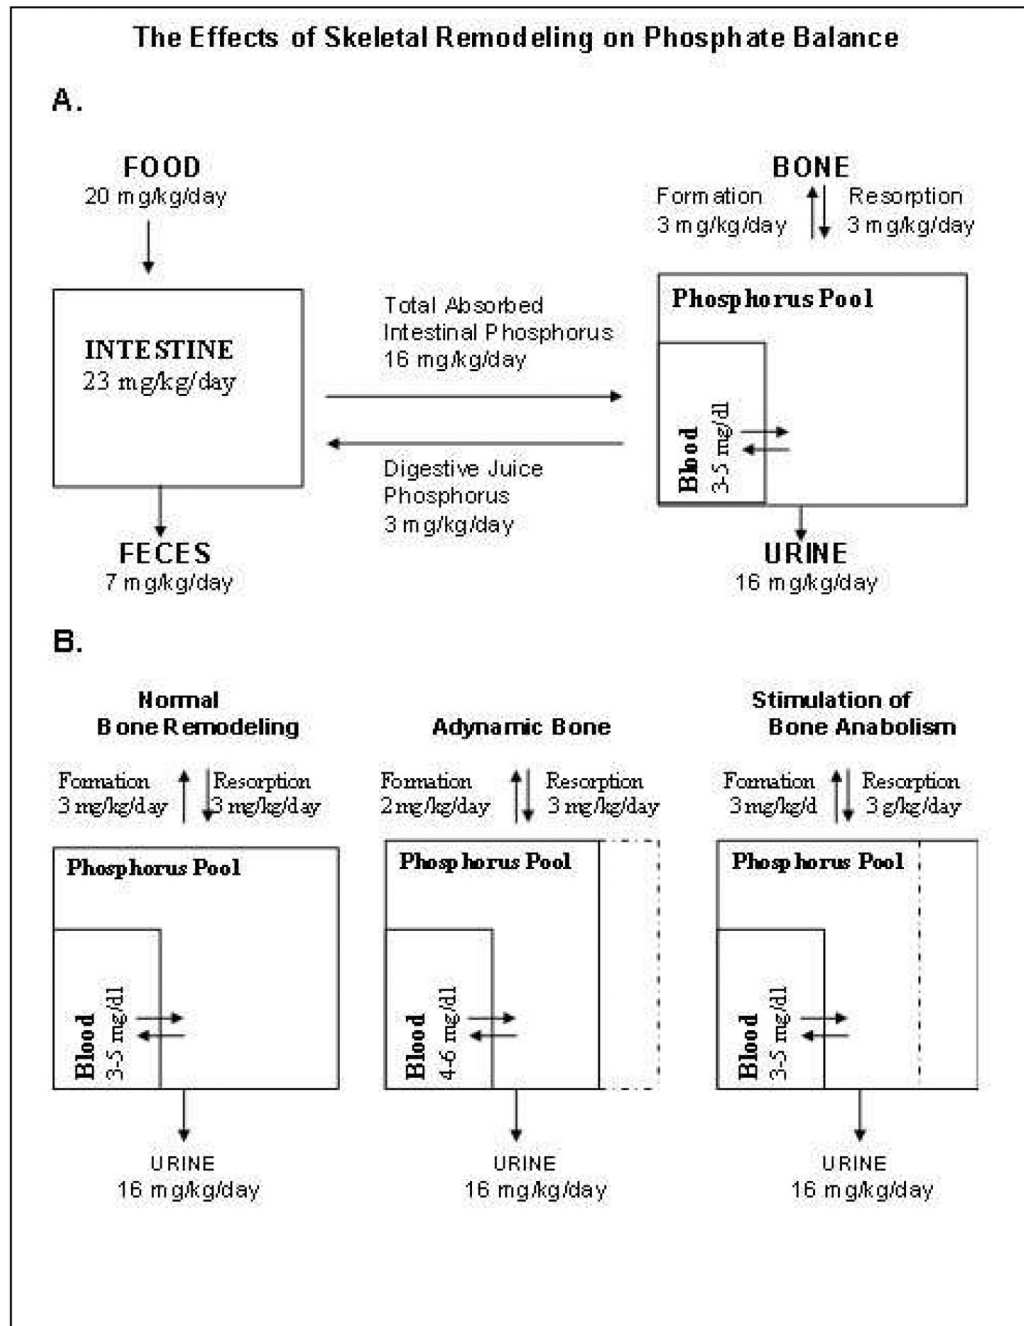 The Effects of Skeletal Remodeling on Phosphate Balance
A.
FOOD
20 mg/kg/day
BONE
Formation
3 mg/kg/day
Resorption
3 mg/kg/day
INTESTINE
23 mg/kg/day
Total Absorbed
Intestinal Phosphorus
16 mg/kg/day
Digestive Juice
Phosphorus
3 mg/kg/day
Phosphorus Pool
Blood
3-5 mg/dl
FECES
7 mg/kg/day
URINE
16 mg/kg/day
B.
Normal
Bone Remodeling
Formation
3 mg/kg/day
Resorption
3 mg/kg/day
Phosphorus Pool
Blood
3-5 mg/dl
URINE
16 mg/kg/day
Adynamic Bone
Formation
2mg/kg/day
Resorption
3 mg/kg/day
Phosphorus Pool
Blood
4-6 mg/dl
URINE
16 mg/kg/day
Stimulation of
Bone Anabolism
Formation
3mg/kg/d
Resorption
3 g/kg/day
Phosphorus Pool
Blood
3-5 mg/dl
URINE
16 mg/kg/day